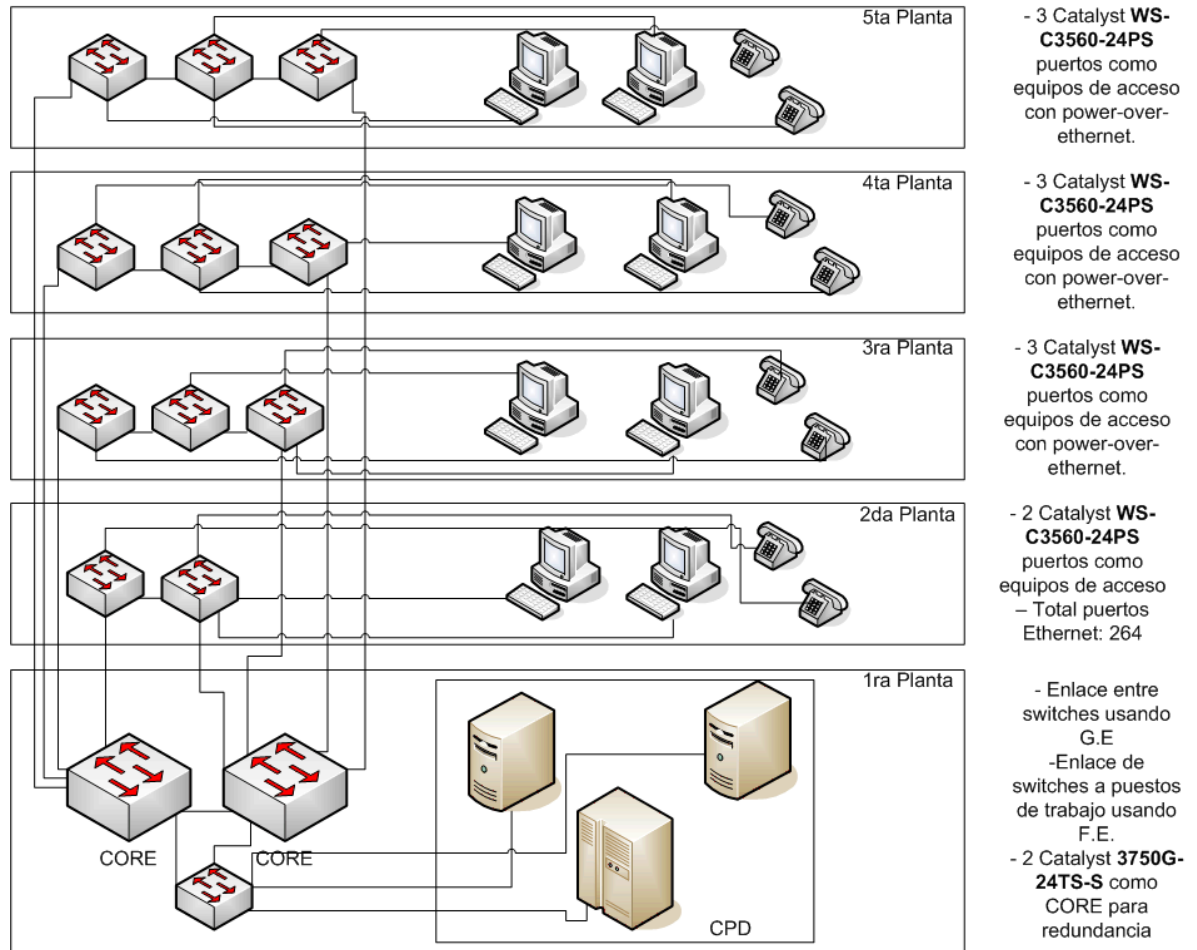 5ta Planta
- 3 Catalyst WS-
C3560-24PS
puertos como
equipos de acceso
con power-over-
ethernet.
4ta Planta
- 3 Catalyst WS-
C3560-24PS
puertos como
equipos de acceso
con power-over-
ethernet.
3ra Planta
- 3 Catalyst WS-
C3560-24PS
puertos como
equipos de acceso
con power-over-
ethernet.
2da Planta
- 2 Catalyst WS-
C3560-24PS
puertos como
equipos de acceso
– Total puertos
Ethernet: 264
1ra Planta
CORE
CORE
CPD
- Enlace entre
switches usando
G.E
-Enlace de
switches a puestos
de trabajo usando
F.E.
- 2 Catalyst 3750G-
24TS-S como
CORE para
redundancia